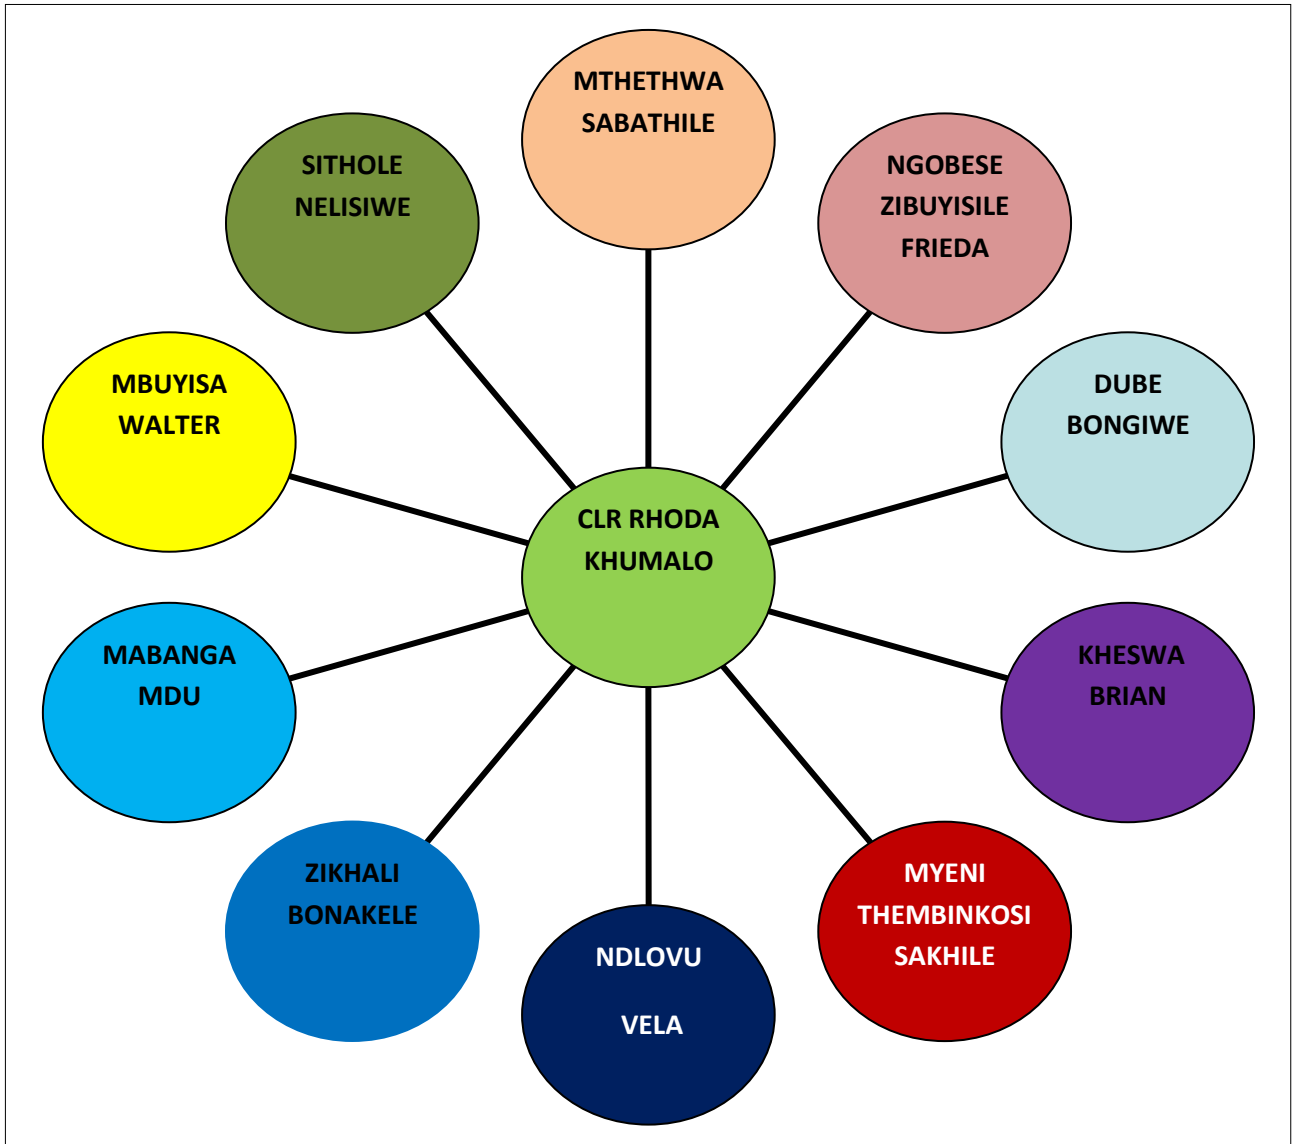 MTHETHWA
SABATHILE
SITHOLE
NELISIWE
NGOBESE
ZIBUYISILE
FRIEDA
MBUYISA
WALTER
DUBE
BONGIWE
CLR RHODA
KHUMALO
MABANGA
MDU
KHESWA
BRIAN
ZIKHALI
BONAKELE
MYENI
THEMBINKOSI
SAKHILE
NDLOVU
VELA